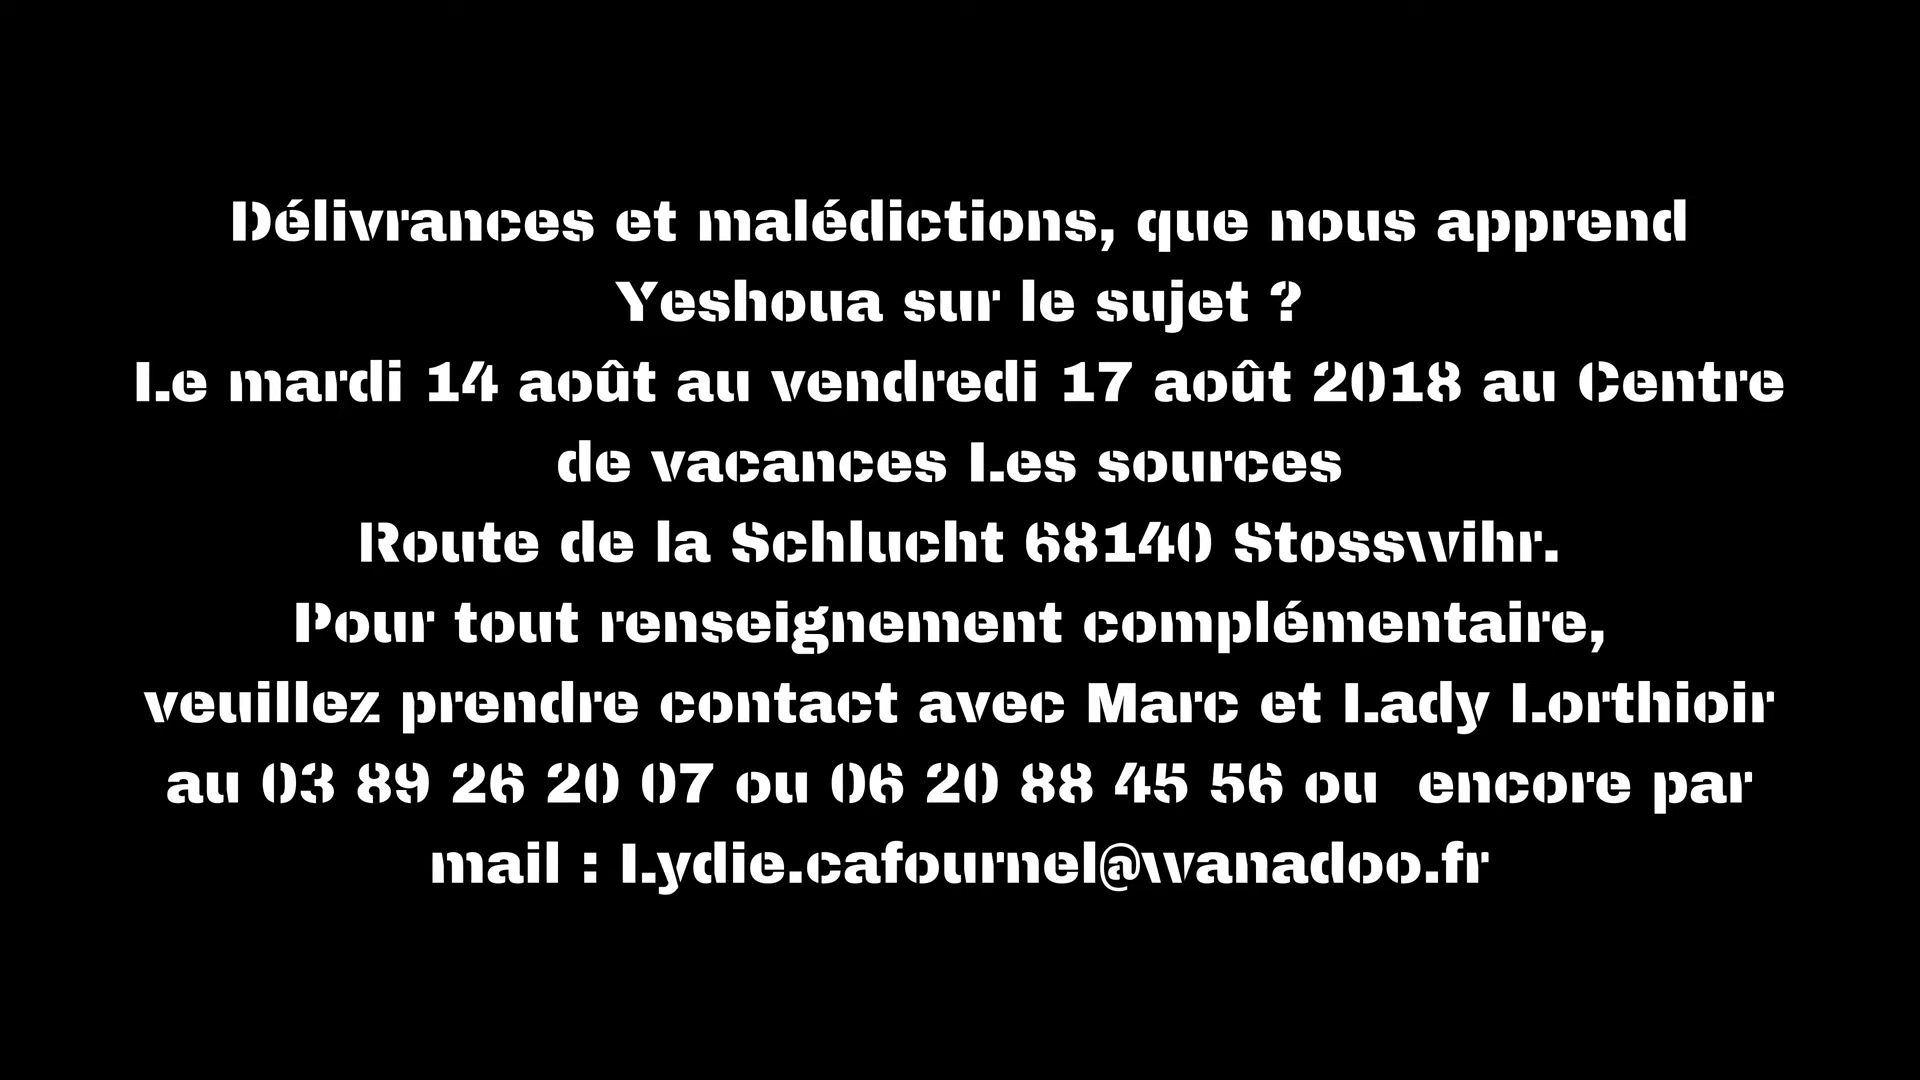 Délivrances et malédictions, que nous apprend
Yeshoua sur le sujet ?
Le mardi 14 août au vendredi 17 août 2018 au Centre
de vacances Les sources
Route de la Schlucht 68140 Stosswihr.
Pour tout renseignement complémentaire,
veuillez prendre contact avec Marc et Lady Lorthioir
au 03 89 26 20 07 ou 06 20 88 45 56 ou  encore par
mail : Lydie.cafournel@wanadoo.fr